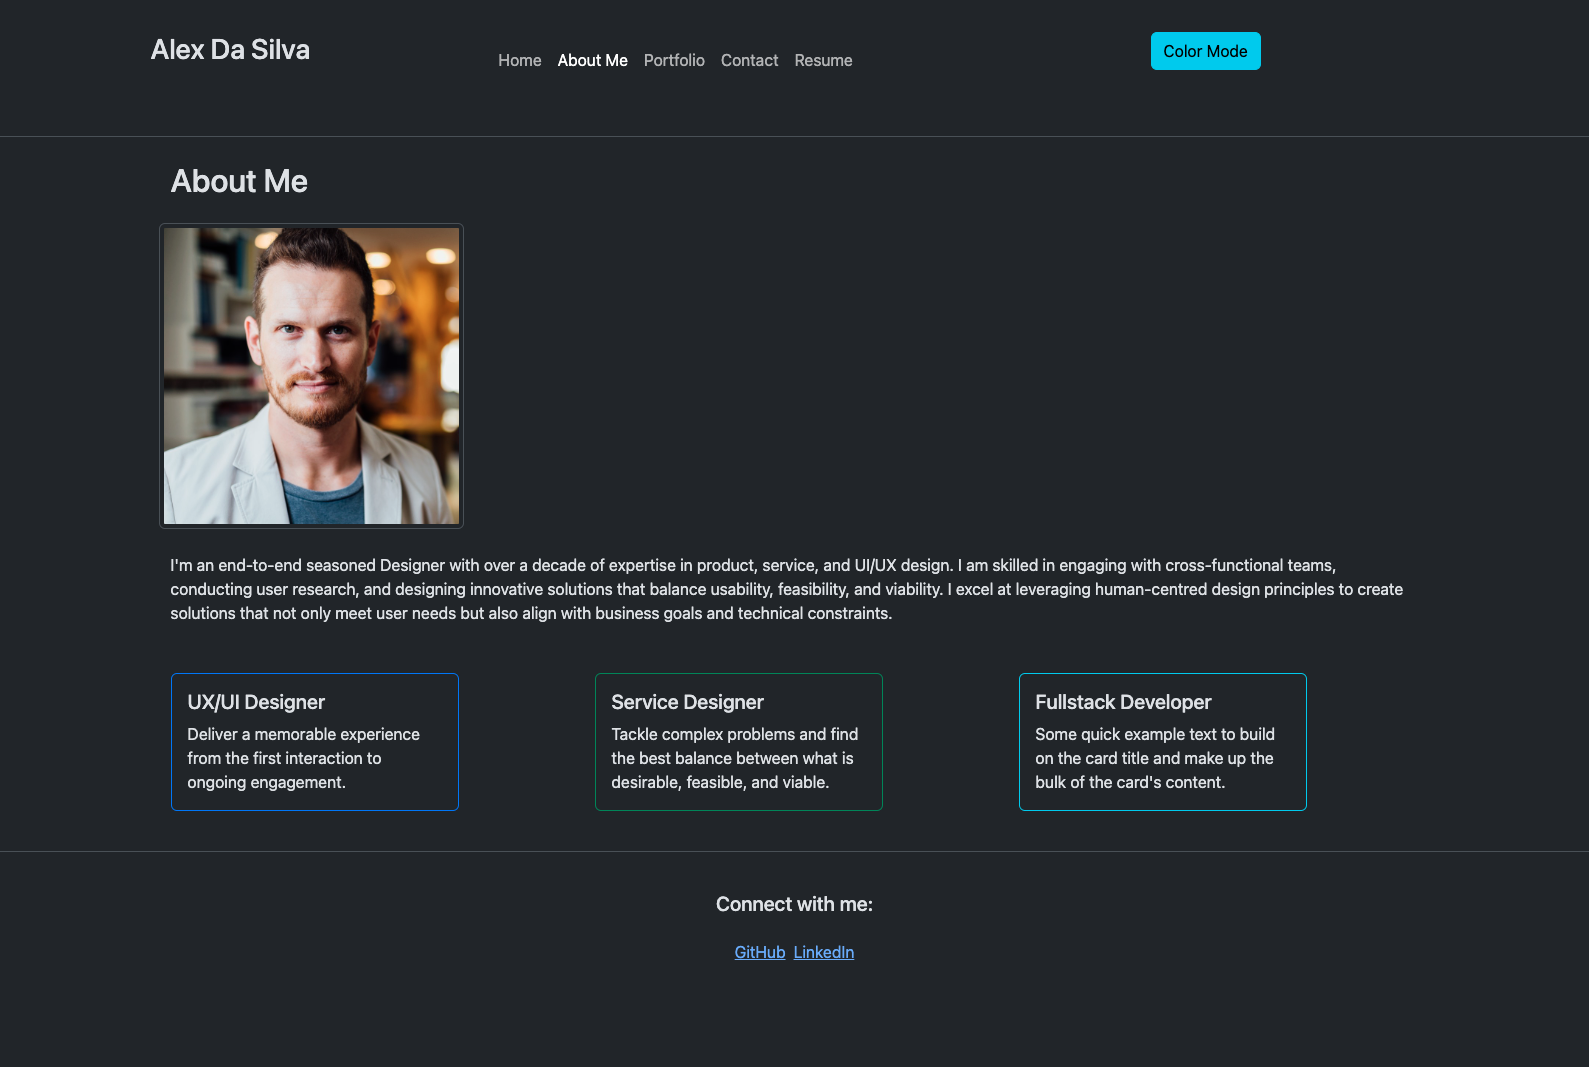 Alex Da Silva
Home About Me Portfolio Contact Resume
Color Mode
About Me
I'm an end-to-end seasoned Designer with over a decade of expertise in product, service, and UI/UX design. I am skilled in engaging with cross-functional teams,
conducting user research, and designing innovative solutions that balance usability, feasibility, and viability. I excel at leveraging human-centred design principles to create
solutions that not only meet user needs but also align with business goals and technical constraints.
UX/UI Designer
Deliver a memorable experience
from the first interaction to
ongoing engagement.
Service Designer
Tackle complex problems and find
the best balance between what is
desirable, feasible, and viable.
Fullstack Developer
Some quick example text to build
on the card title and make up the
bulk of the card's content.
Connect with me:
GitHub LinkedIn